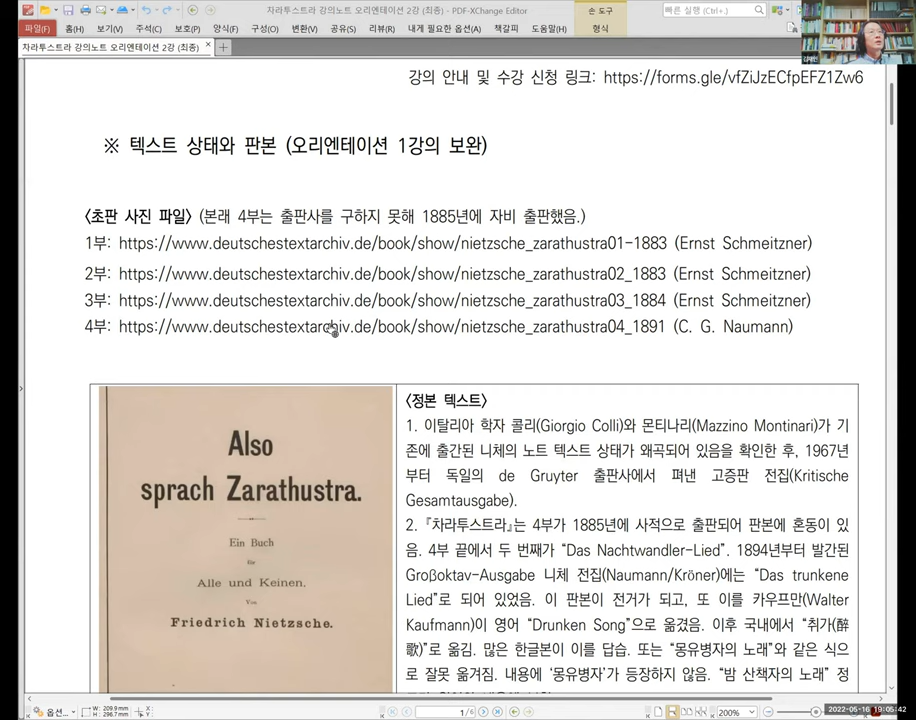 차라투스트라 강의노트 오리엔테이션 2강 (최종) - PDF-XChange Editor
손 도구
빠른 실행 (Ctrl+.)
파일(F) 홈(H) 보기(V) 주석(C) 보호(P) 양식(F) 구성(O) 변환(V) 공유(S) 리뷰(R) 내게 필요한 옵션(A) 책갈피 도움말(H) 형식
차라투스트라 강의노트 오리엔테이션 2강 (최종)
강의 안내 및 수강 신청 링크: https://forms.gle/vfZiJzECfpEFZ1Zw6
※ 텍스트 상태와 판본 (오리엔테이션 1강의 보완)
〈초판 사진 파일〉 (본래 4부는 출판사를 구하지 못해 1885년에 자비 출판했음.)
1부: https://www.deutschestextarchiv.de/book/show/nietzsche_zarathustra01-1883 (Ernst Schmeitzner)
2부: https://www.deutschestextarchiv.de/book/show/nietzsche_zarathustra02_1883 (Ernst Schmeitzner)
3부: https://www.deutschestextarchiv.de/book/show/nietzsche_zarathustra03_1884 (Ernst Schmeitzner)
4부: https://www.deutschestextarchiv.de/book/show/nietzsche_zarathustra04_1891 (C. G. Naumann)
Also
sprach Zarathustra.
Ein Buch
für
Alle und Keinen.
Von
Friedrich Nietzsche.
〈정본 텍스트〉
1. 이탈리아 학자 콜리(Giorgio Colli)와 몬티나리(Mazzino Montinari)가 기
존에 출간된 니체의 노트 텍스트 상태가 왜곡되어 있음을 확인한 후, 1967년
부터 독일의 de Gruyter 출판사에서 펴낸 고증판 전집(Kritische
Gesamtausgabe).
2. 『차라투스트라』는 4부가 1885년에 사적으로 출판되어 판본에 혼동이 있
음. 4부 끝에서 두 번째가 “Das Nachtwandler-Lied”. 1894년부터 발간된
Großoktav-Ausgabe 니체 전집(Naumann/Kröner)에는 “Das trunkene
Lied”로 되어 있었음. 이 판본이 전거가 되고, 또 이를 카우프만(Walter
Kaufmann)이 영어 “Drunken Song”으로 옮겼음. 이후 국내에서 “취가(醉
歌)”로 옮김. 많은 한글본이 이를 답습. 또는 “몽유병자의 노래”와 같은 식으
로 잘못 옮겨짐. 내용에 ‘몽유병자’가 등장하지 않음. “밤 산책자의 노래” 정
옵션... W: 209.9mm H: 296.7mm X: Y: 1/6 200%
2022-05-16 19:05:42